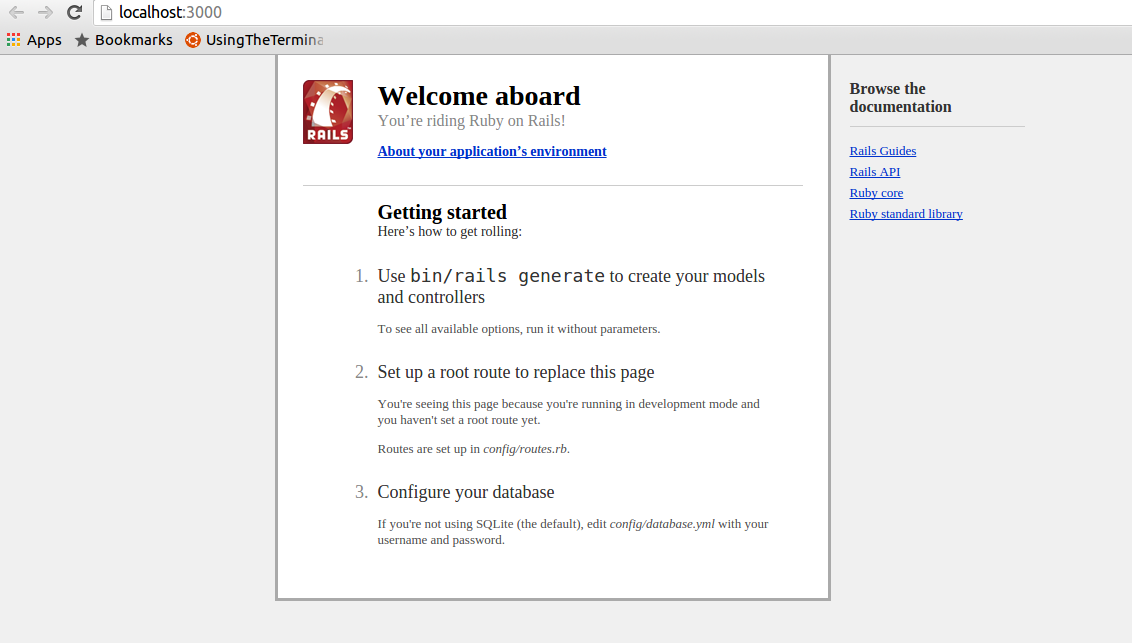 localhost:3000
Apps
Bookmarks
UsingTheTermina
RAILS
Welcome aboard
You’re riding Ruby on Rails!
About your application’s environment
Getting started
Here’s how to get rolling:
1. Use bin/rails generate to create your models
and controllers
To see all available options, run it without parameters.
2. Set up a root route to replace this page
You're seeing this page because you're running in development mode and
you haven't set a root route yet.
Routes are set up in config/routes.rb.
3. Configure your database
If you're not using SQLite (the default), edit config/database.yml with your
username and password.
Browse the
documentation
Rails Guides
Rails API
Ruby core
Ruby standard library